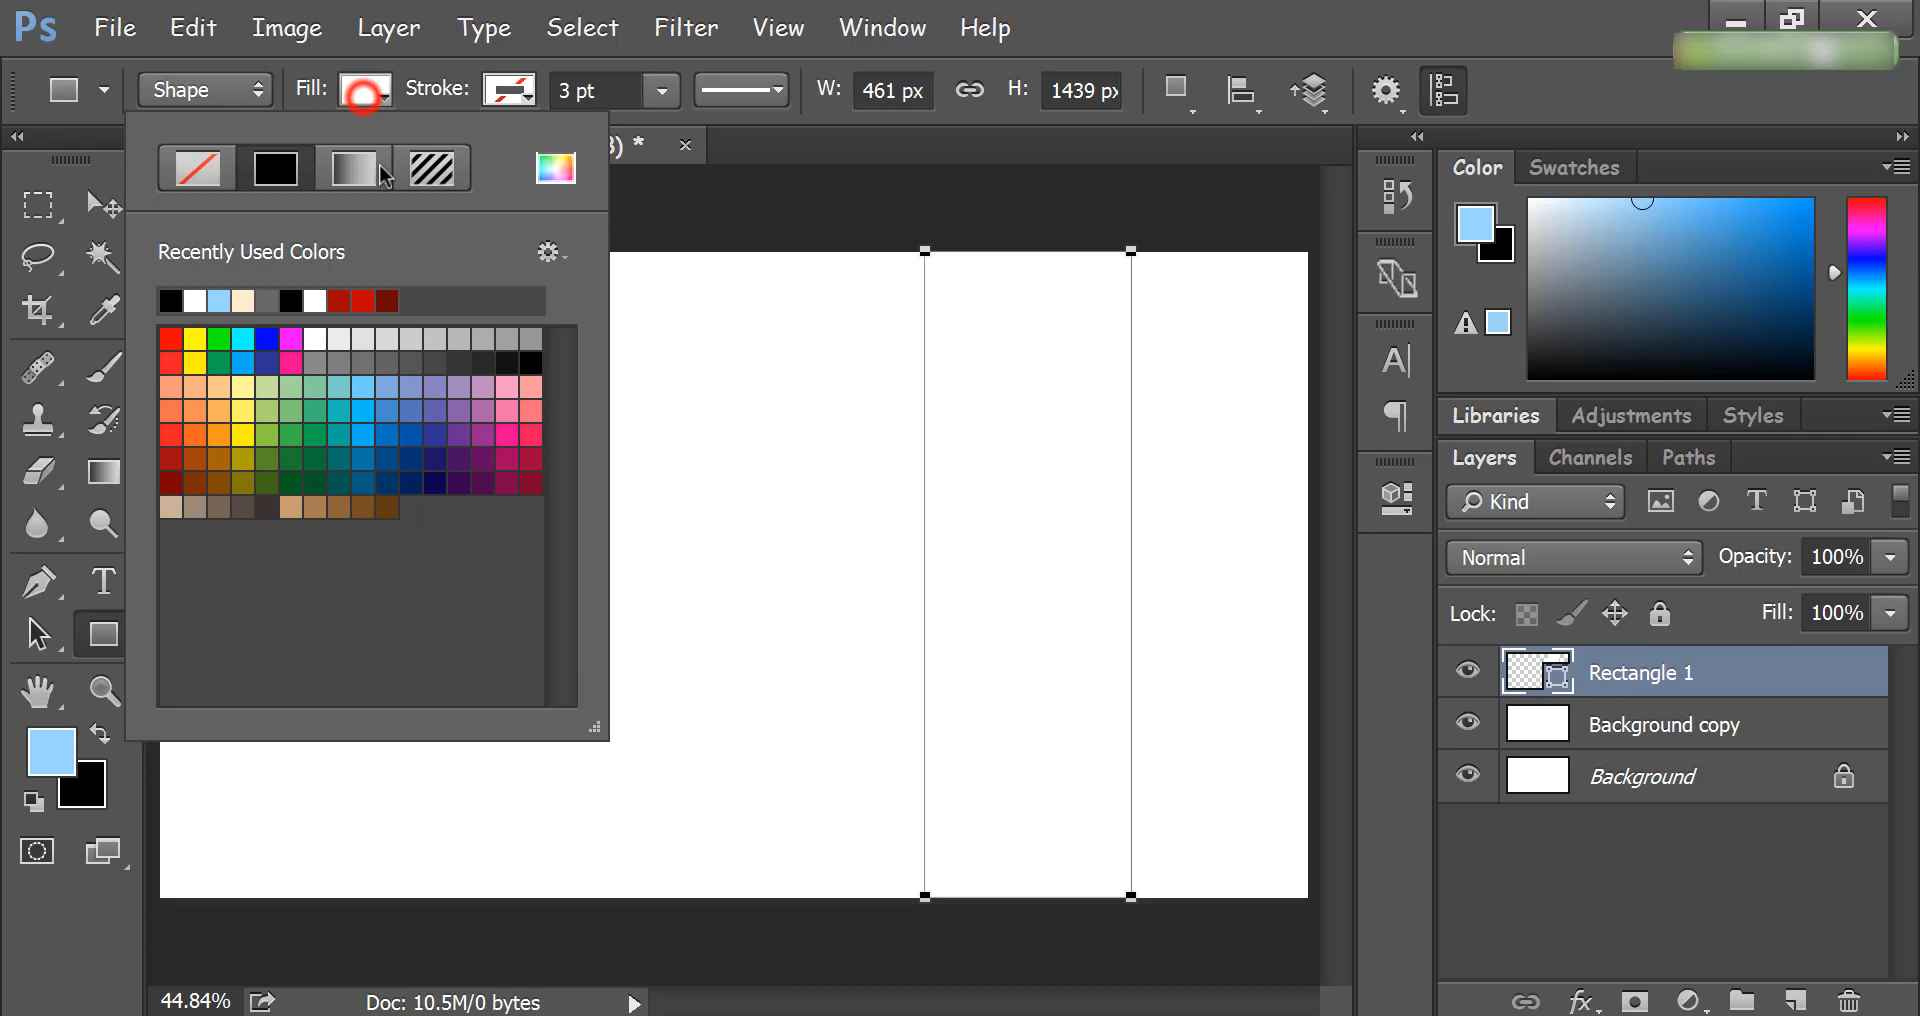 Ps File Edit Image Layer Type Select Filter View Window Help
Shape Fill: Stroke: 3 pt W: 461 px H: 1439 px
3) *
Recently Used Colors
Color Swatches
Libraries Adjustments Styles
Layers Channels Paths
Kind
Normal Opacity: 100%
Lock: Fill: 100%
Rectangle 1
Background copy
Background
44.84% Doc: 10.5M/0 bytes